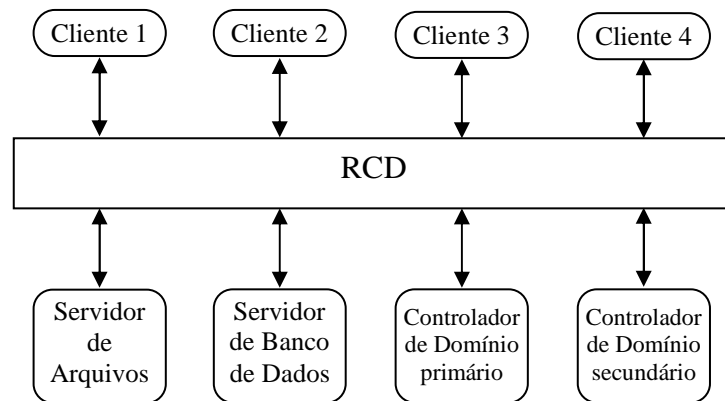 Cliente 1
Cliente 2
Cliente 3
Cliente 4
RCD
Servidor
de
Arquivos
Servidor
de Banco
de Dados
Controlador
de Domínio
primário
Controlador
de Domínio
secundário